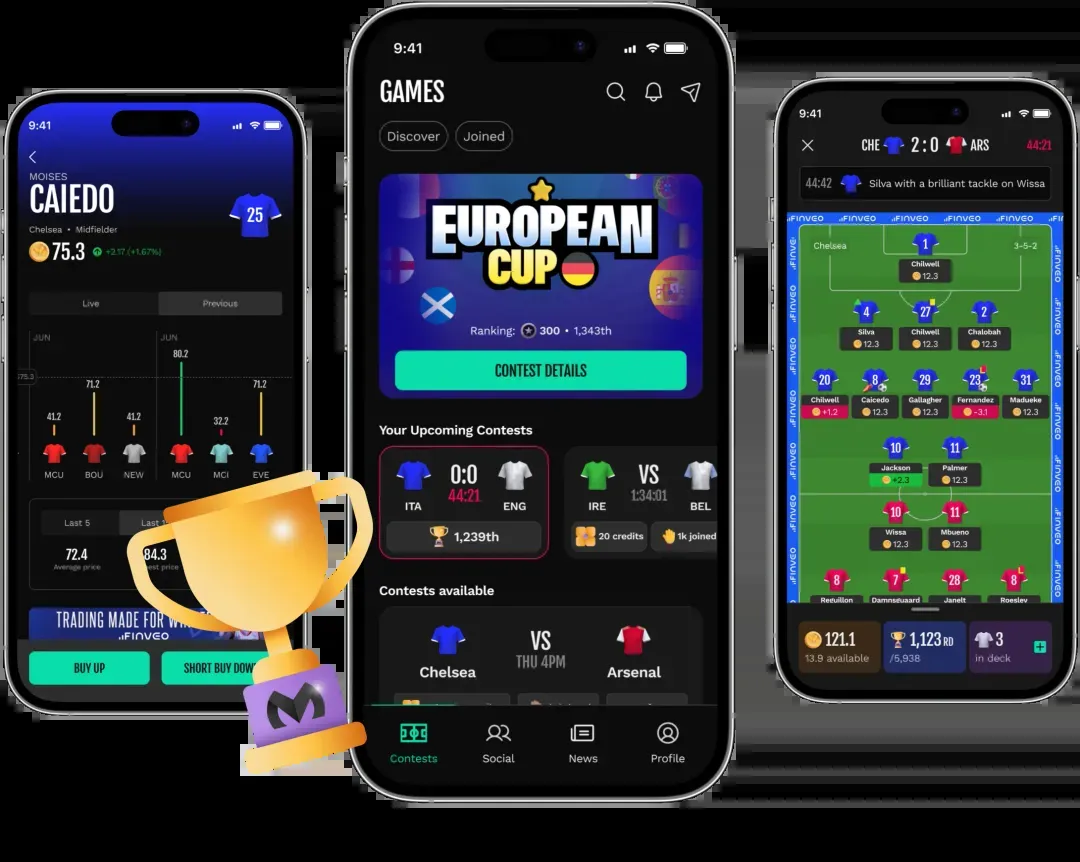 9:41
MOISES
CAIEDO
25
Chelsea • Midfielder
75.3 +2.17 (+1.67%)
Live Previous
JUN JUN
80.2
75.3
71.2 71.2
41.2 41.2
32.2
MCU BOU NEW MCU MCI EVE
Last 5 Last
72.4 84.3
Average price price
TRADING MADE FOR
FINVEO
BUY UP SHORT BUY DOW
M
9:41
GAMES
Discover Joined
EUROPEAN
CUP
Ranking: 300 • 1,343th
CONTEST DETAILS
Your Upcoming Contests
0:0 VS
44:21 1:34:01
ITA ENG IRE BEL
1,239th 20 credits 1k joined
Contests available
VS
THU 4PM
Chelsea Arsenal
Contests Social News Profile
9:41
CHE 2:0 ARS 44:21
44:42 Silva with a brilliant tackle on Wissa
FINVEO FINVEO FINVEO FINVEO FINVEO
Chelsea 1 3-5-2
Chilwell
12.3
4 27 2
Silva Chilwell Chalobah
12.3 12.3 12.3
20 8 29 23 31
Chilwell Caicedo Gallagher Fernandez Madueke
+1.2 12.3 12.3 -3.1 12.3
10 11
Jackson Palmer
+2.3 12.3
10 11
Wissa Mbueno
12.3 12.3
8 7 28 8
Reguillon Damnsguaard Janelt Roesley
121.1 1,123 RD 3
13.9 available /5,938 in deck